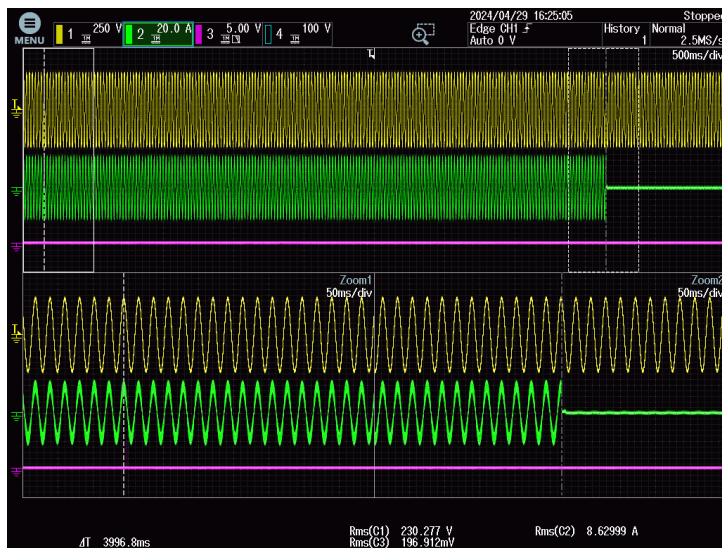 2024/04/29 16:25:05 Stopped
MENU
1 250 V
2 20.0 A
3 5.00 V
4 100 V
Edge CH1
Auto 0 V
History
1
Normal
2.5MS/s
500ms/div
T
Zoom1
50ms/div
Zoom2
50ms/div
Rms(C1) 230.277 V
Rms(C2) 8.62999 A
Rms(C3) 196.912mV
ΔT 3996.8ms